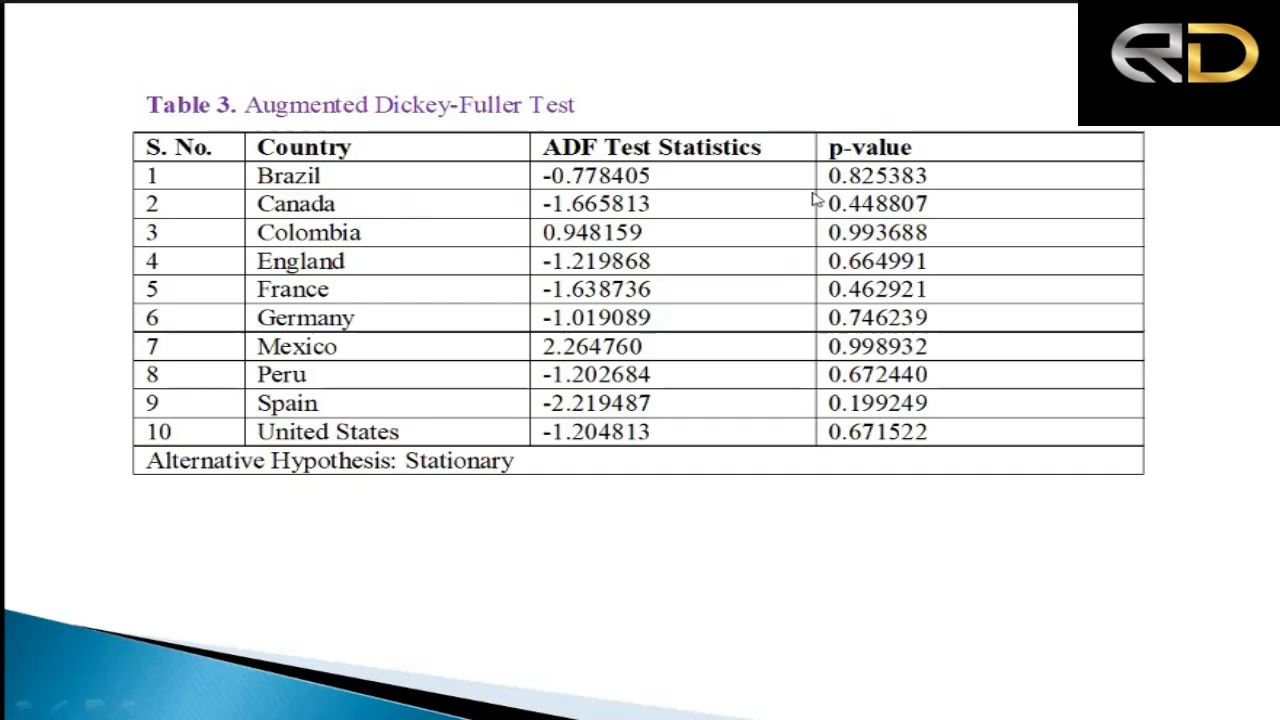 RD
Table 3. Augmented Dickey-Fuller Test
S. No. Country ADF Test Statistics p-value
1 Brazil -0.778405 0.825383
2 Canada -1.665813 0.448807
3 Colombia 0.948159 0.993688
4 England -1.219868 0.664991
5 France -1.638736 0.462921
6 Germany -1.019089 0.746239
7 Mexico 2.264760 0.998932
8 Peru -1.202684 0.672440
9 Spain -2.219487 0.199249
10 United States -1.204813 0.671522
Alternative Hypothesis: Stationary